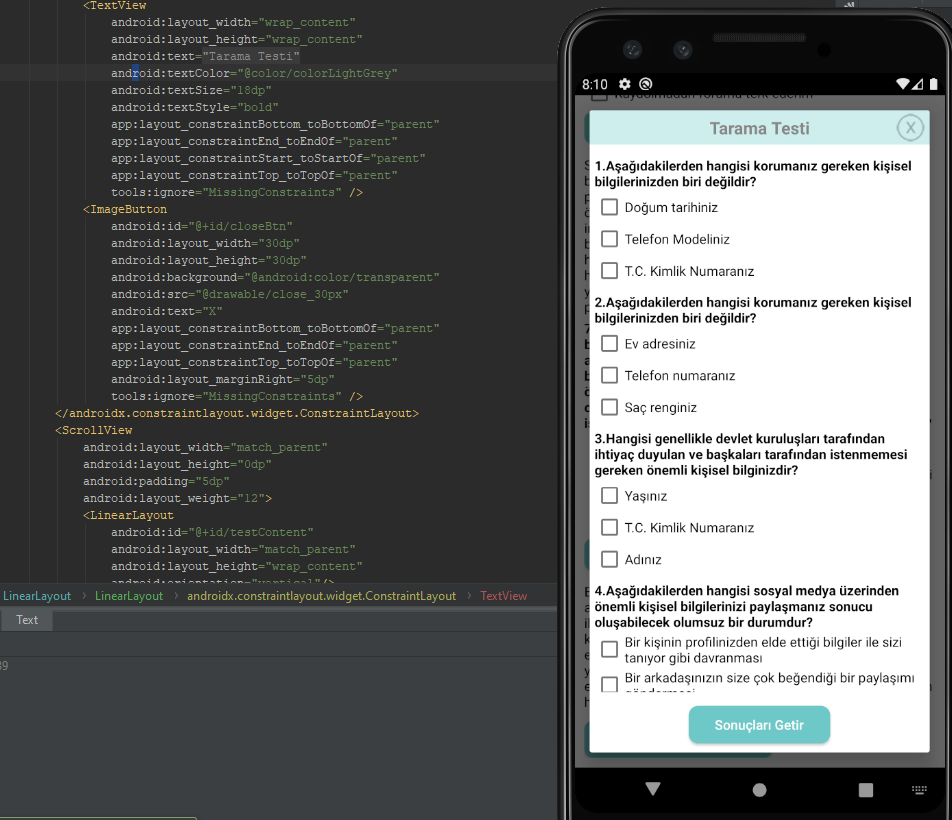 <TextView
android:layout_width="wrap_content"
android:layout_height="wrap_content"
android:text="Tarama Testi"
android:textColor="@color/colorLightGrey"
android:textSize="18dp"
android:textStyle="bold"
app:layout_constraintBottom_toBottomOf="parent"
app:layout_constraintEnd_toEndOf="parent"
app:layout_constraintStart_toStartOf="parent"
app:layout_constraintTop_toTopOf="parent"
tools:ignore="MissingConstraints" />
<ImageButton
android:id="@+id/closeBtn"
android:layout_width="30dp"
android:layout_height="30dp"
android:background="@android:color/transparent"
android:src="@drawable/close_30px"
android:text="X"
app:layout_constraintBottom_toBottomOf="parent"
app:layout_constraintEnd_toEndOf="parent"
app:layout_constraintTop_toTopOf="parent"
android:layout_marginRight="5dp"
tools:ignore="MissingConstraints" />
</androidx.constraintlayout.widget.ConstraintLayout>
<ScrollView
android:layout_width="match_parent"
android:layout_height="0dp"
android:padding="5dp"
android:layout_weight="12">
<LinearLayout
android:id="@+id/testContent"
android:layout_width="match_parent"
android:layout_height="wrap_content"
android:orientation="vertical"/>
LinearLayout > LinearLayout > androidx.constraintlayout.widget.ConstraintLayout > TextView
Text
8:10
Tarama Testi
X
1.Aşağıdakilerden hangisi korumanız gereken kişisel
bilgilerinizden biri değildir?
Doğum tarihiniz
Telefon Modeliniz
T.C. Kimlik Numaranız
2.Aşağıdakilerden hangisi korumanız gereken kişisel
bilgilerinizden biri değildir?
Ev adresiniz
Telefon numaranız
Saç renginiz
3.Hangisi genellikle devlet kuruluşları tarafından
ihtiyaç duyulan ve başkaları tarafından istenmemesi
gereken önemli kişisel bilginizdir?
Yaşınız
T.C. Kimlik Numaranız
Adınız
4.Aşağıdakilerden hangisi sosyal medya üzerinden
önemli kişisel bilgilerinizi paylaşmanız sonucu
oluşabilecek olumsuz bir durumdur?
Bir kişinin profilinizden elde ettiği bilgiler ile sizi
tanıyor gibi davranması
Bir arkadaşınızın size çok beğendiği bir paylaşımı
Sonuçları Getir